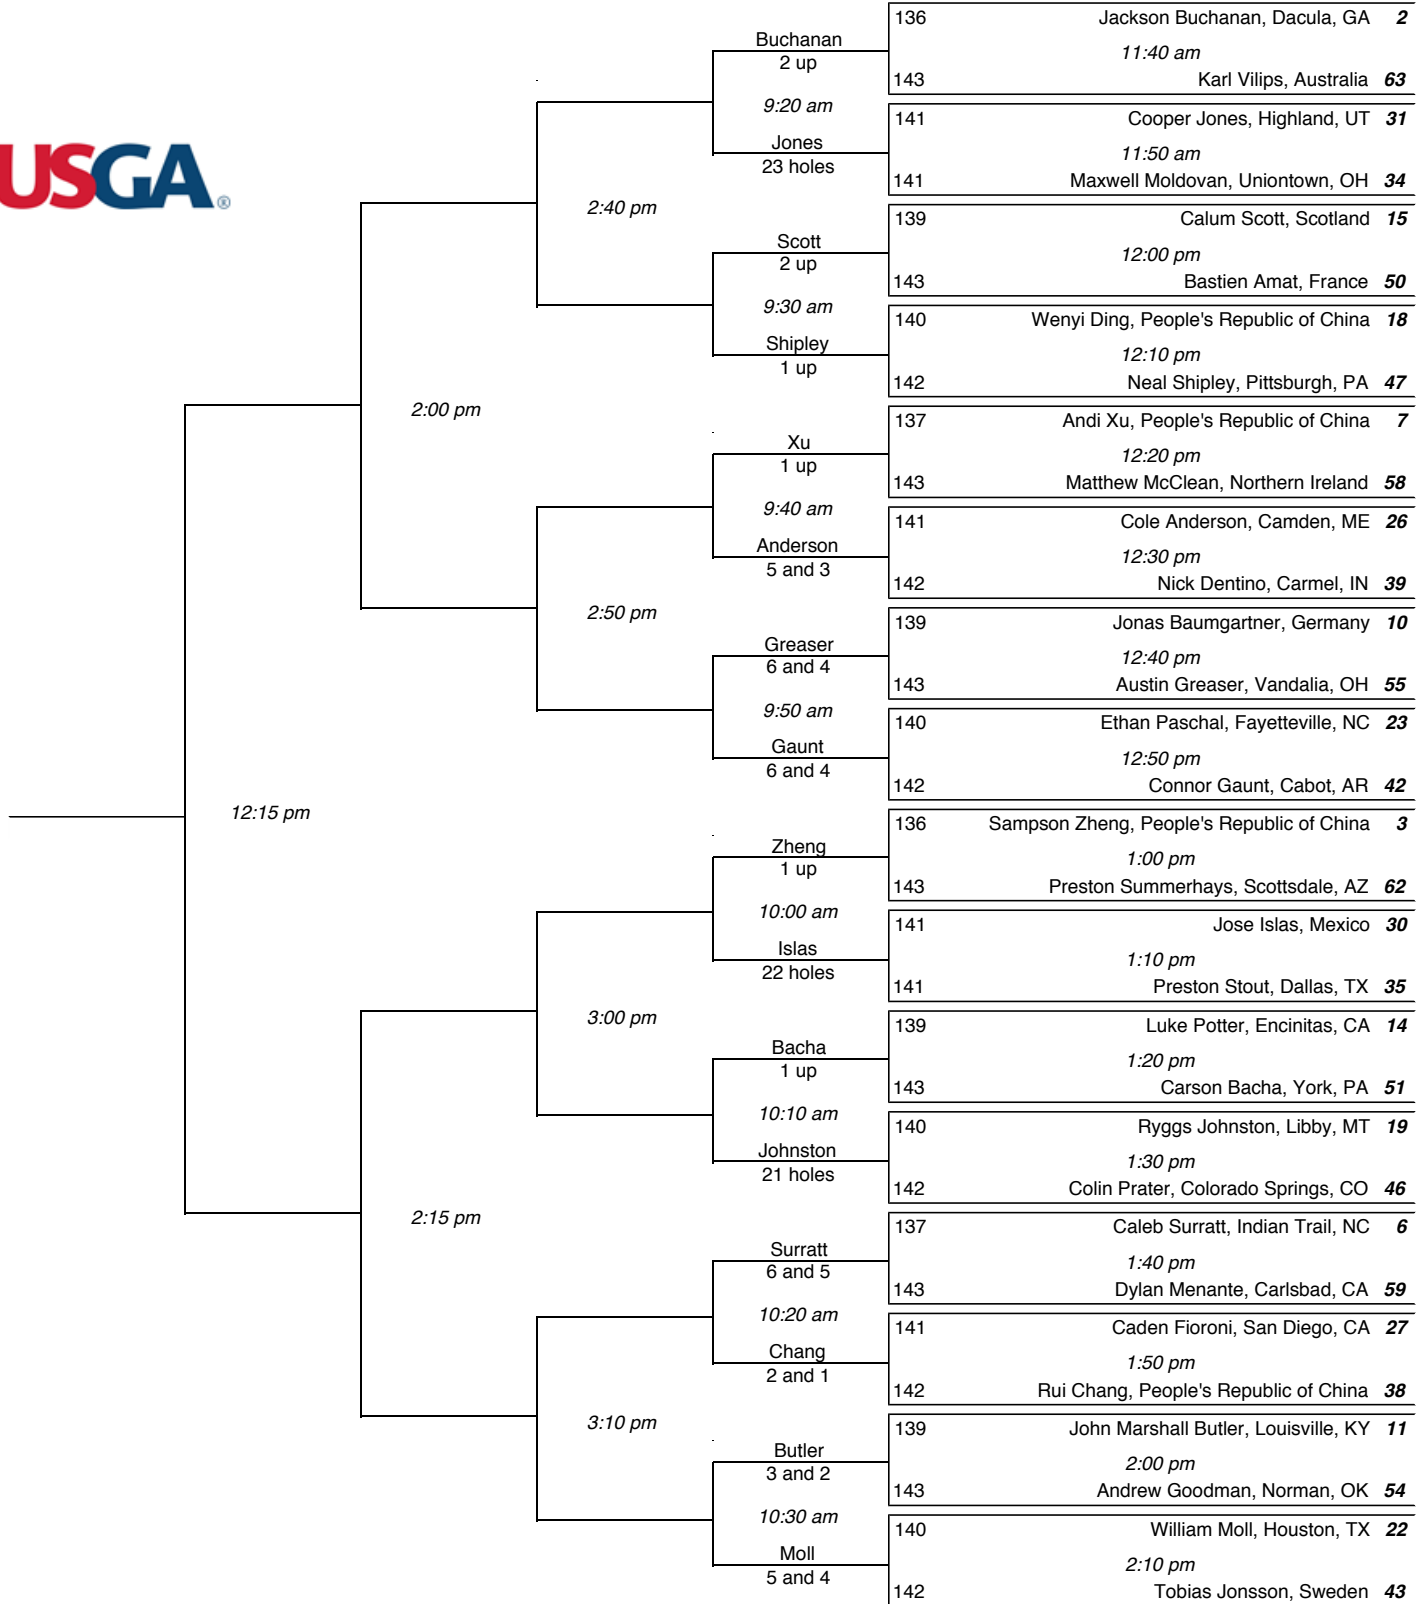 USGA®
136 Jackson Buchanan, Dacula, GA 2
Buchanan
2 up
11:40 am
143 Karl Vilips, Australia 63
9:20 am
141 Cooper Jones, Highland, UT 31
Jones
23 holes
11:50 am
141 Maxwell Moldovan, Uniontown, OH 34
2:40 pm
139 Calum Scott, Scotland 15
Scott
2 up
12:00 pm
143 Bastien Amat, France 50
9:30 am
140 Wenyi Ding, People's Republic of China 18
Shipley
1 up
12:10 pm
142 Neal Shipley, Pittsburgh, PA 47
2:00 pm
137 Andi Xu, People's Republic of China 7
Xu
1 up
12:20 pm
143 Matthew McClean, Northern Ireland 58
9:40 am
141 Cole Anderson, Camden, ME 26
Anderson
5 and 3
12:30 pm
142 Nick Dentino, Carmel, IN 39
2:50 pm
139 Jonas Baumgartner, Germany 10
Greaser
6 and 4
12:40 pm
143 Austin Greaser, Vandalia, OH 55
9:50 am
140 Ethan Paschal, Fayetteville, NC 23
Gaunt
6 and 4
12:50 pm
142 Connor Gaunt, Cabot, AR 42
12:15 pm
136 Sampson Zheng, People's Republic of China 3
Zheng
1 up
1:00 pm
143 Preston Summerhays, Scottsdale, AZ 62
10:00 am
141 Jose Islas, Mexico 30
Islas
22 holes
1:10 pm
141 Preston Stout, Dallas, TX 35
3:00 pm
139 Luke Potter, Encinitas, CA 14
Bacha
1 up
1:20 pm
143 Carson Bacha, York, PA 51
10:10 am
140 Ryggs Johnston, Libby, MT 19
Johnston
21 holes
1:30 pm
142 Colin Prater, Colorado Springs, CO 46
2:15 pm
137 Caleb Surratt, Indian Trail, NC 6
Surratt
6 and 5
1:40 pm
143 Dylan Menante, Carlsbad, CA 59
10:20 am
141 Caden Fioroni, San Diego, CA 27
Chang
2 and 1
1:50 pm
142 Rui Chang, People's Republic of China 38
3:10 pm
139 John Marshall Butler, Louisville, KY 11
Butler
3 and 2
2:00 pm
143 Andrew Goodman, Norman, OK 54
10:30 am
140 William Moll, Houston, TX 22
Moll
5 and 4
2:10 pm
142 Tobias Jonsson, Sweden 43